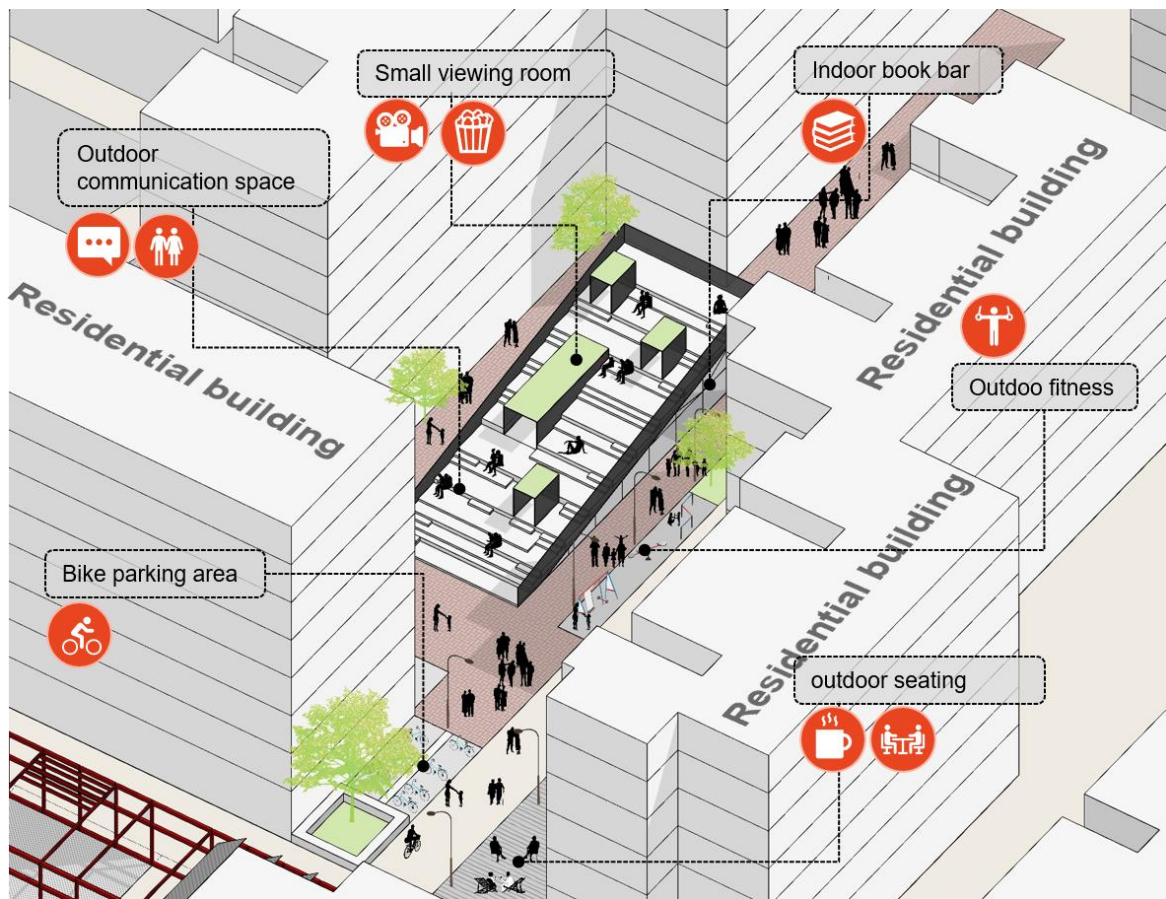 Small viewing room
Indoor book bar
Outdoor
communication space
Residential building
Residential building
Outdoo fitness
Residential building
Bike parking area
outdoor seating